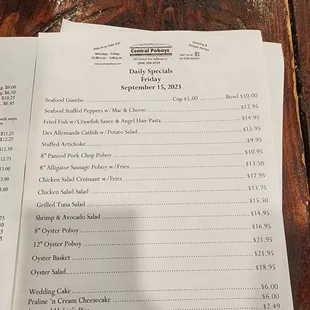 Central Poboys
Daily Specials
Friday
September 15, 2023
Seafood Gumbo Cup $5.00 Bowl $10.00
Seafood Stuffed Peppers w/ Mac & Cheese $12.95
Fried Fish w/Crawfish Sauce & Angel Hair Pasta $14.95
Des Allemands Catfish w/Potato Salad $15.95
Stuffed Artichoke $9.95
8" Paneed Pork Chop Poboy $10.95
8" Alligator Sausage Poboy w/Fries $13.50
Chicken Salad Croissant w/Fries $12.95
Chicken Salad Salad $13.75
Grilled Tuna Salad $13.50
Shrimp & Avocado Salad $14.95
8" Oyster Poboy $16.95
12" Oyster Poboy $21.95
Oyster Basket $21.95
Oyster Salad $18.95
Wedding Cake $6.00
Praline 'n Cream Cheesecake $6.00
$2.49